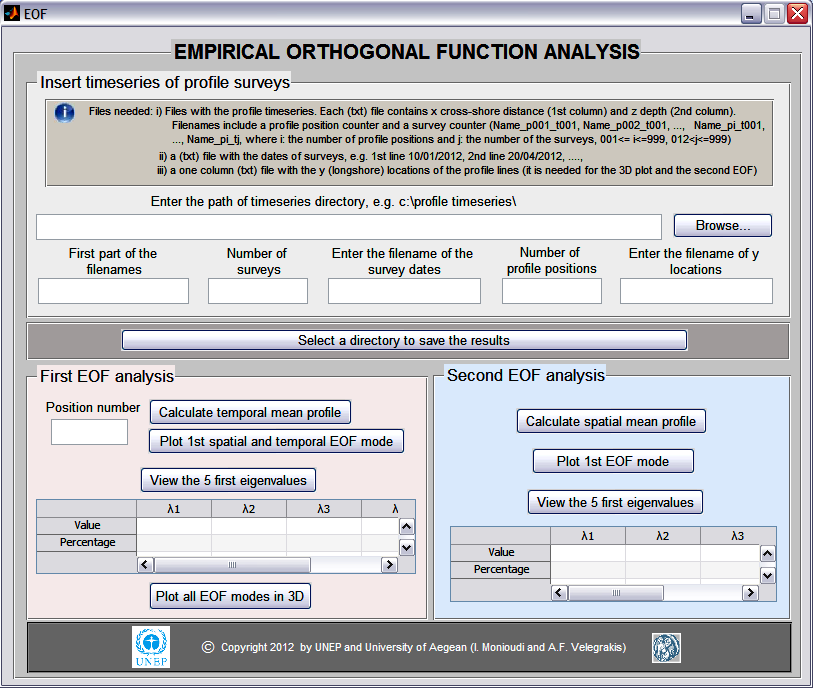 EOF
EMPIRICAL ORTHOGONAL FUNCTION ANALYSIS
Insert timeseries of profile surveys
Files needed: i) Files with the profile timeseries. Each (txt) file contains x cross-shore distance (1st column) and z depth (2nd column).
Filenames include a profile position counter and a survey counter (Name_p001_t001, Name_p002_t001, ..., Name_pi_t001,
..., Name_pi_tj, where i: the number of profile positions and j: the number of the surveys, 001<= i<=999, 012<j<=999)
ii) a (txt) file with the dates of surveys, e.g. 1st line 10/01/2012, 2nd line 20/04/2012, ....,
iii) a one column (txt) file with the y (longshore) locations of the profile lines (it is needed for the 3D plot and the second EOF)
Enter the path of timeseries directory, e.g. c:\profile timeseries\
Browse...
First part of the
filenames
Number of
surveys
Enter the filename of the
survey dates
Number of
profile positions
Enter the filename of y
locations
Select a directory to save the results
First EOF analysis
Position number
Calculate temporal mean profile
Plot 1st spatial and temporal EOF mode
View the 5 first eigenvalues
λ1 λ2 λ3 λ
Value
Percentage
Plot all EOF modes in 3D
Second EOF analysis
Calculate spatial mean profile
Plot 1st EOF mode
View the 5 first eigenvalues
λ1 λ2 λ3
Value
Percentage
UNEP
© Copyright 2012 by UNEP and University of Aegean (I. Monioudi and A.F. Velegrakis)